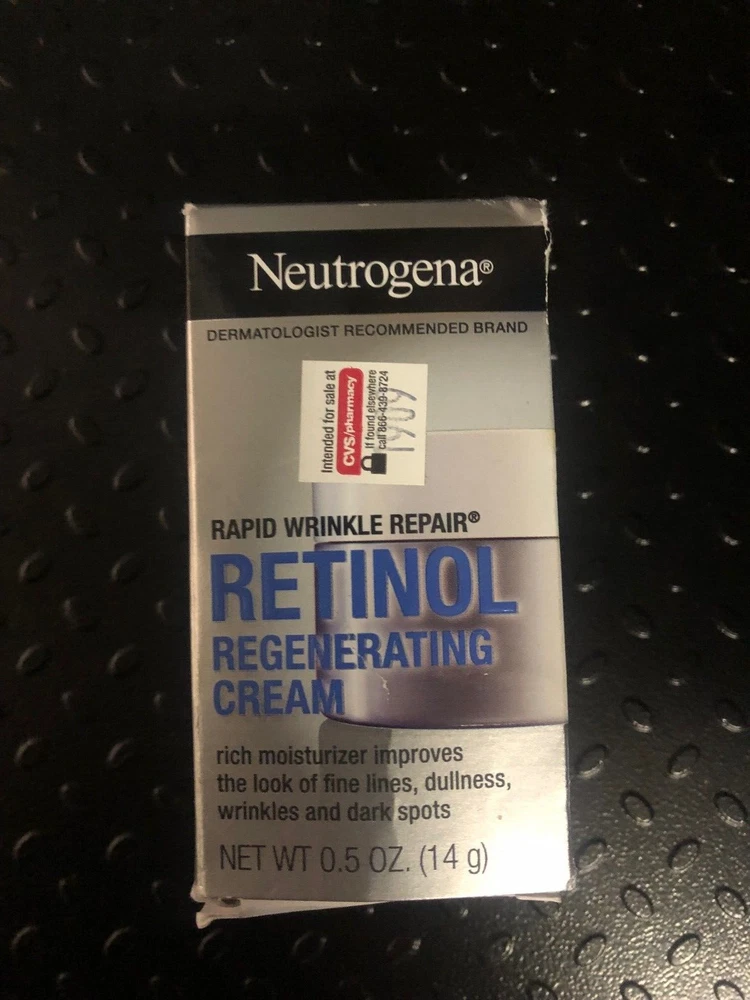 Neutrogena®
DERMATOLOGIST RECOMMENDED BRAND
Intended for sale at
CVS/pharmacy
If found elsewhere
call 866-439-8724
1909
RAPID WRINKLE REPAIR®
RETINOL
REGENERATING
CREAM
rich moisturizer improves
the look of fine lines, dullness,
wrinkles and dark spots
NET WT 0.5 OZ. (14 g)